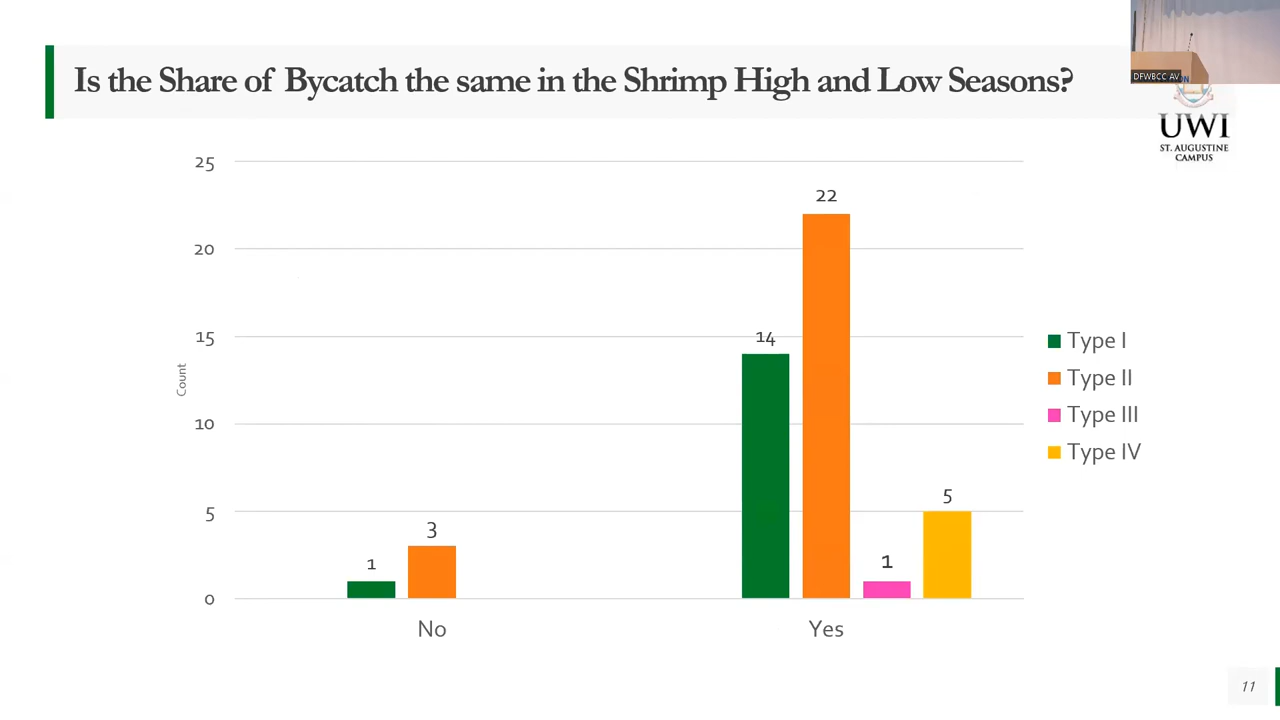 Is the Share of Bycatch the same in the Shrimp High and Low Seasons?
DFWBCC AV
UWI
ST. AUGUSTINE
CAMPUS
25
20
15
10
5
0
Count
1
3
14
22
1
5
No
Yes
Type I
Type II
Type III
Type IV
11